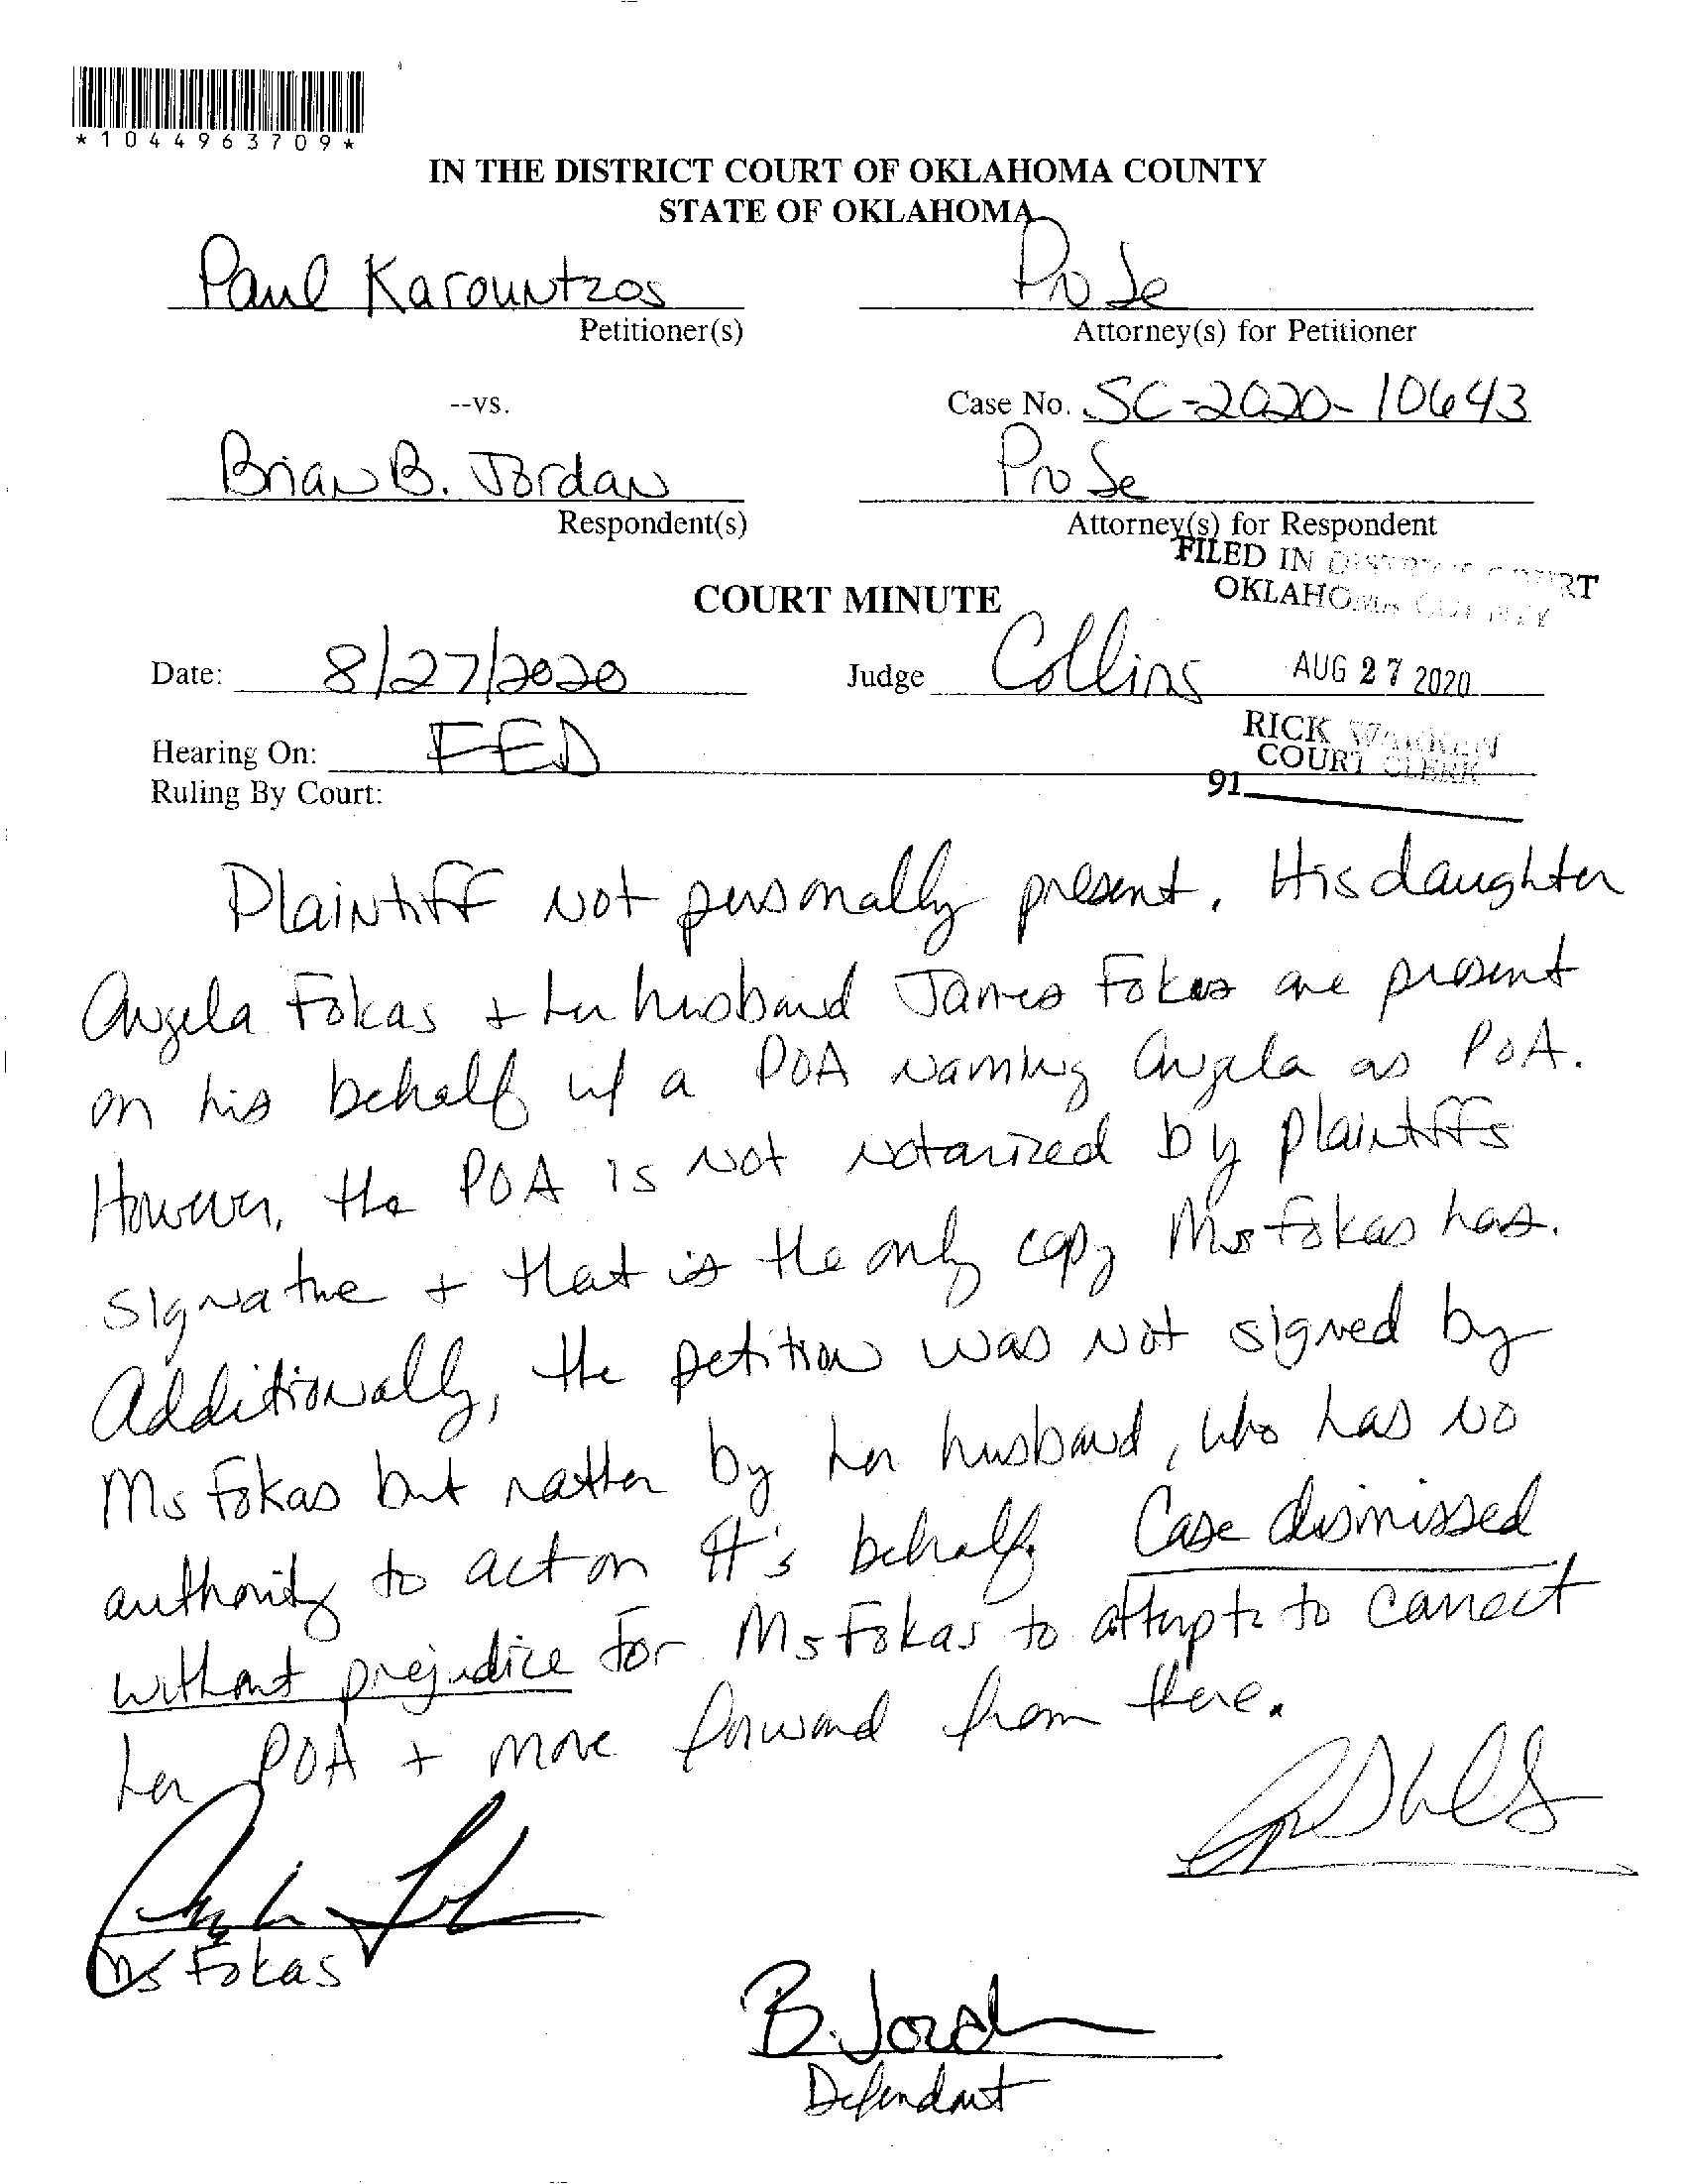 *1044963709*
IN THE DISTRICT COURT OF OKLAHOMA COUNTY
STATE OF OKLAHOMA
Paul Karountzos Pro Se
Petitioner(s) Attorney(s) for Petitioner
--vs. Case No. SC-2020-10643
Brian B. Jordan Pro Se
Respondent(s) Attorney(s) for Respondent
FILED IN DISTRICT COURT
COURT MINUTE OKLAHOMA COUNTY
Date: 8/27/2020 Judge Collins AUG 27 2020
Hearing On: FED RICK WARREN
COURT CLERK
Ruling By Court: 91
Plaintiff not personally present. His daughter
Angela Fokas + her husband James Fokas are present
on his behalf w/ a POA naming Angela as POA.
However, the POA is not notarized by plaintiffs
signature + that is the only copy Ms Fokas has.
Additionally, the petition was not signed by
Ms Fokas but rather by her husband, who has no
authority to act on π's behalf. Case dismissed
without prejudice for Ms Fokas to attempt to correct
her POA + move forward from there.
Ms Fokas
B. Jordan
Defendant